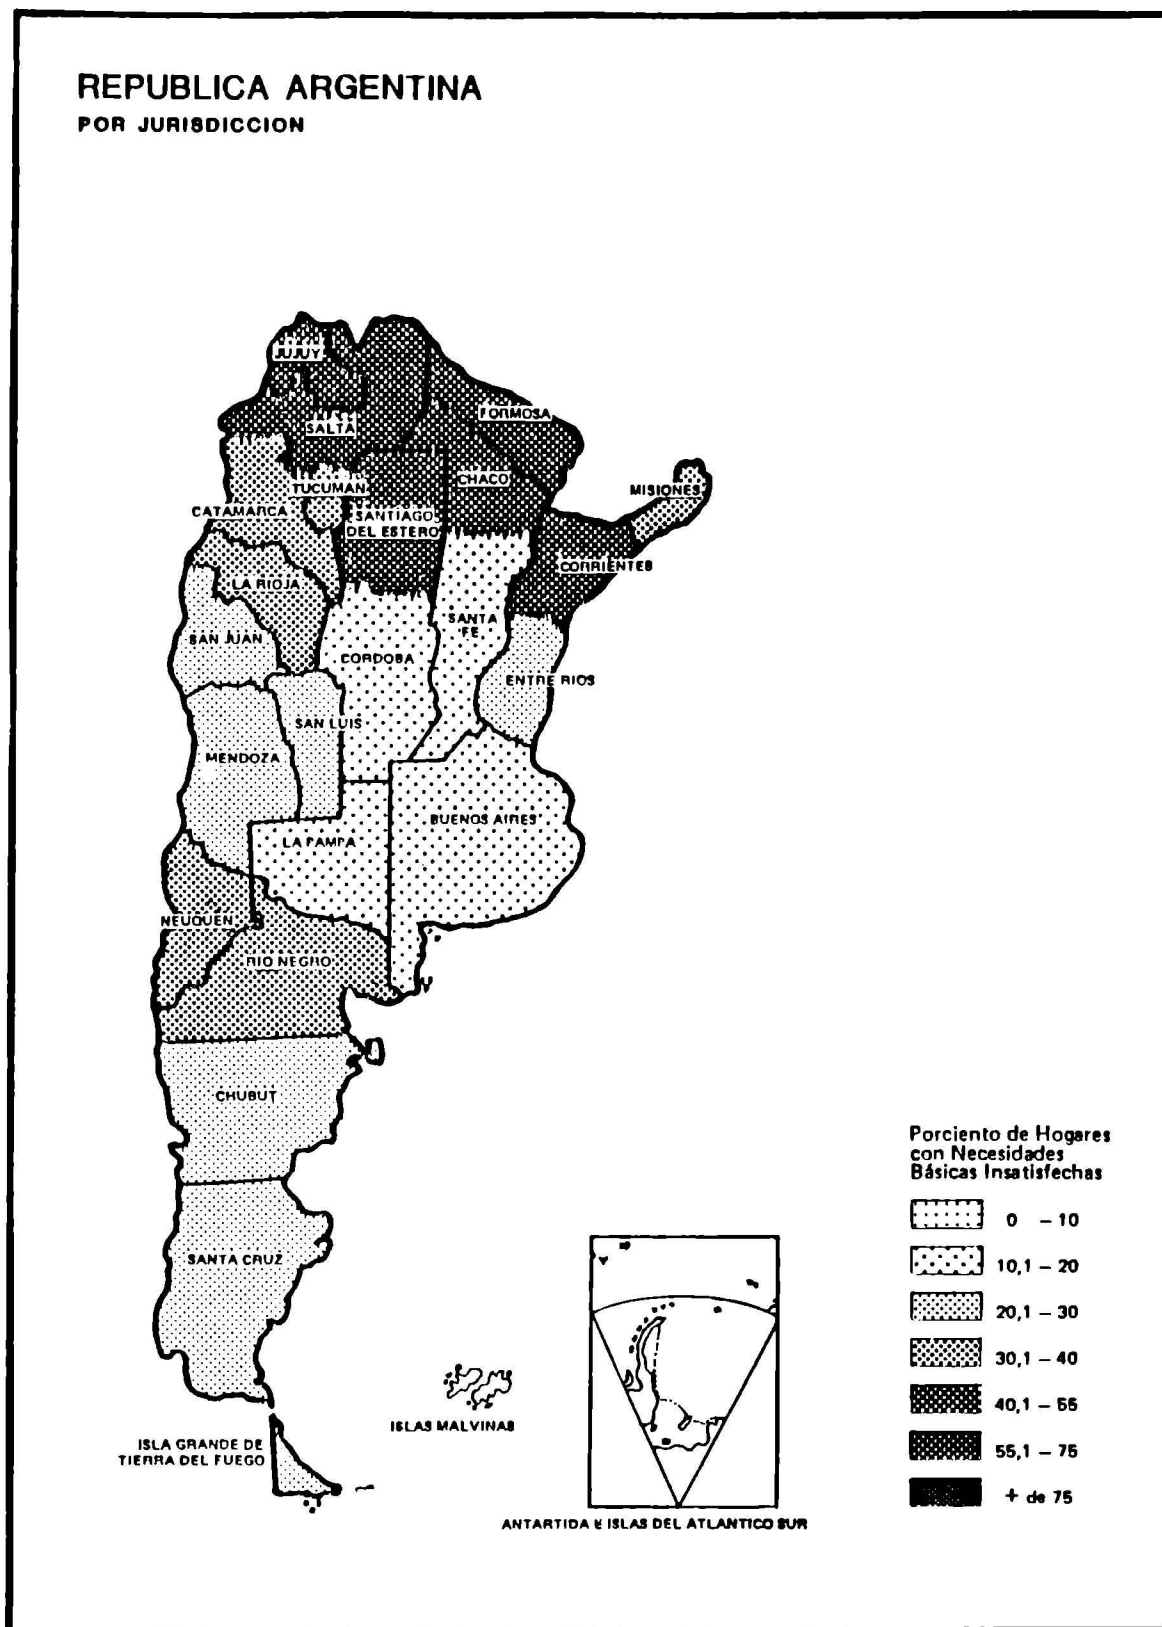 REPUBLICA ARGENTINA
POR JURISDICCION
JUJUY
FORMOSA
SALTA
CHACO
TUCUMAN
MISIONES
CATAMARCA
SANTIAGO
DEL ESTERO
CORRIENTES
LA RIOJA
SANTA
FE
SAN JUAN
CORDOBA
ENTRE RIOS
SAN LUIS
MENDOZA
BUENOS AIRES
LA PAMPA
NEUQUEN
RIO NEGRO
CHUBUT
SANTA CRUZ
ISLAS MALVINAS
ISLA GRANDE DE
TIERRA DEL FUEGO
ANTARTIDA E ISLAS DEL ATLANTICO SUR
Porciento de Hogares
con Necesidades
Básicas Insatisfechas
0 – 10
10,1 – 20
20,1 – 30
30,1 – 40
40,1 – 55
55,1 – 75
+ de 75